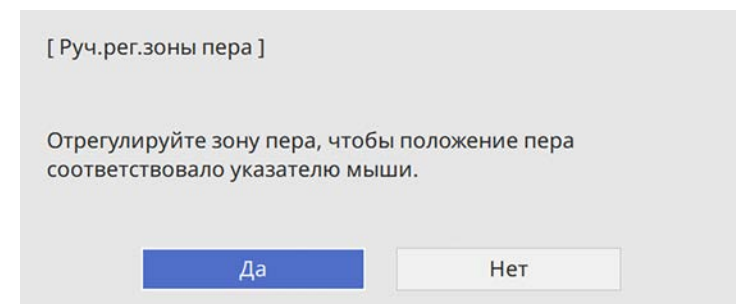 [ Руч.рег.зоны пера ]
Отрегулируйте зону пера, чтобы положение пера
соответствовало указателю мыши.
Да
Нет